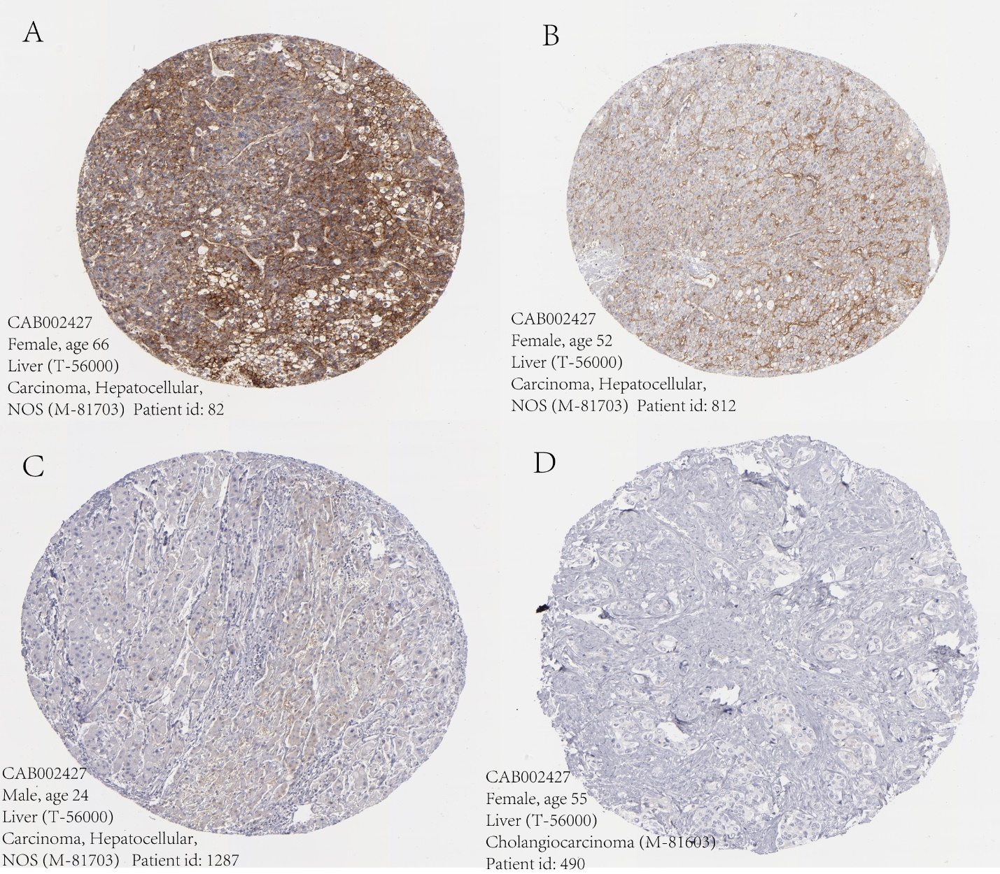 A
CAB002427
Female, age 66
Liver (T-56000)
Carcinoma, Hepatocellular,
NOS (M-81703) Patient id: 82
B
CAB002427
Female, age 52
Liver (T-56000)
Carcinoma, Hepatocellular,
NOS (M-81703) Patient id: 812
C
CAB002427
Male, age 24
Liver (T-56000)
Carcinoma, Hepatocellular,
NOS (M-81703) Patient id: 1287
D
CAB002427
Female, age 55
Liver (T-56000)
Cholangiocarcinoma (M-81603)
Patient id: 490